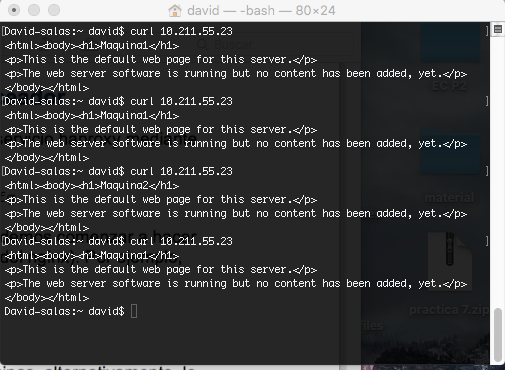 david — -bash — 80×24
[David-salas:~ david$ curl 10.211.55.23 ]
<html><body><h1>Maquina1</h1>
<p>This is the default web page for this server.</p>
<p>The web server software is running but no content has been added, yet.</p>
</body></html>
[David-salas:~ david$ curl 10.211.55.23 ]
<html><body><h1>Maquina1</h1>
<p>This is the default web page for this server.</p>
<p>The web server software is running but no content has been added, yet.</p>
</body></html>
[David-salas:~ david$ curl 10.211.55.23 ]
<html><body><h1>Maquina2</h1>
<p>This is the default web page for this server.</p>
<p>The web server software is running but no content has been added, yet.</p>
</body></html>
[David-salas:~ david$ curl 10.211.55.23 ]
<html><body><h1>Maquina1</h1>
<p>This is the default web page for this server.</p>
<p>The web server software is running but no content has been added, yet.</p>
</body></html>
David-salas:~ david$
EC P2
material
practica 7.zip
files